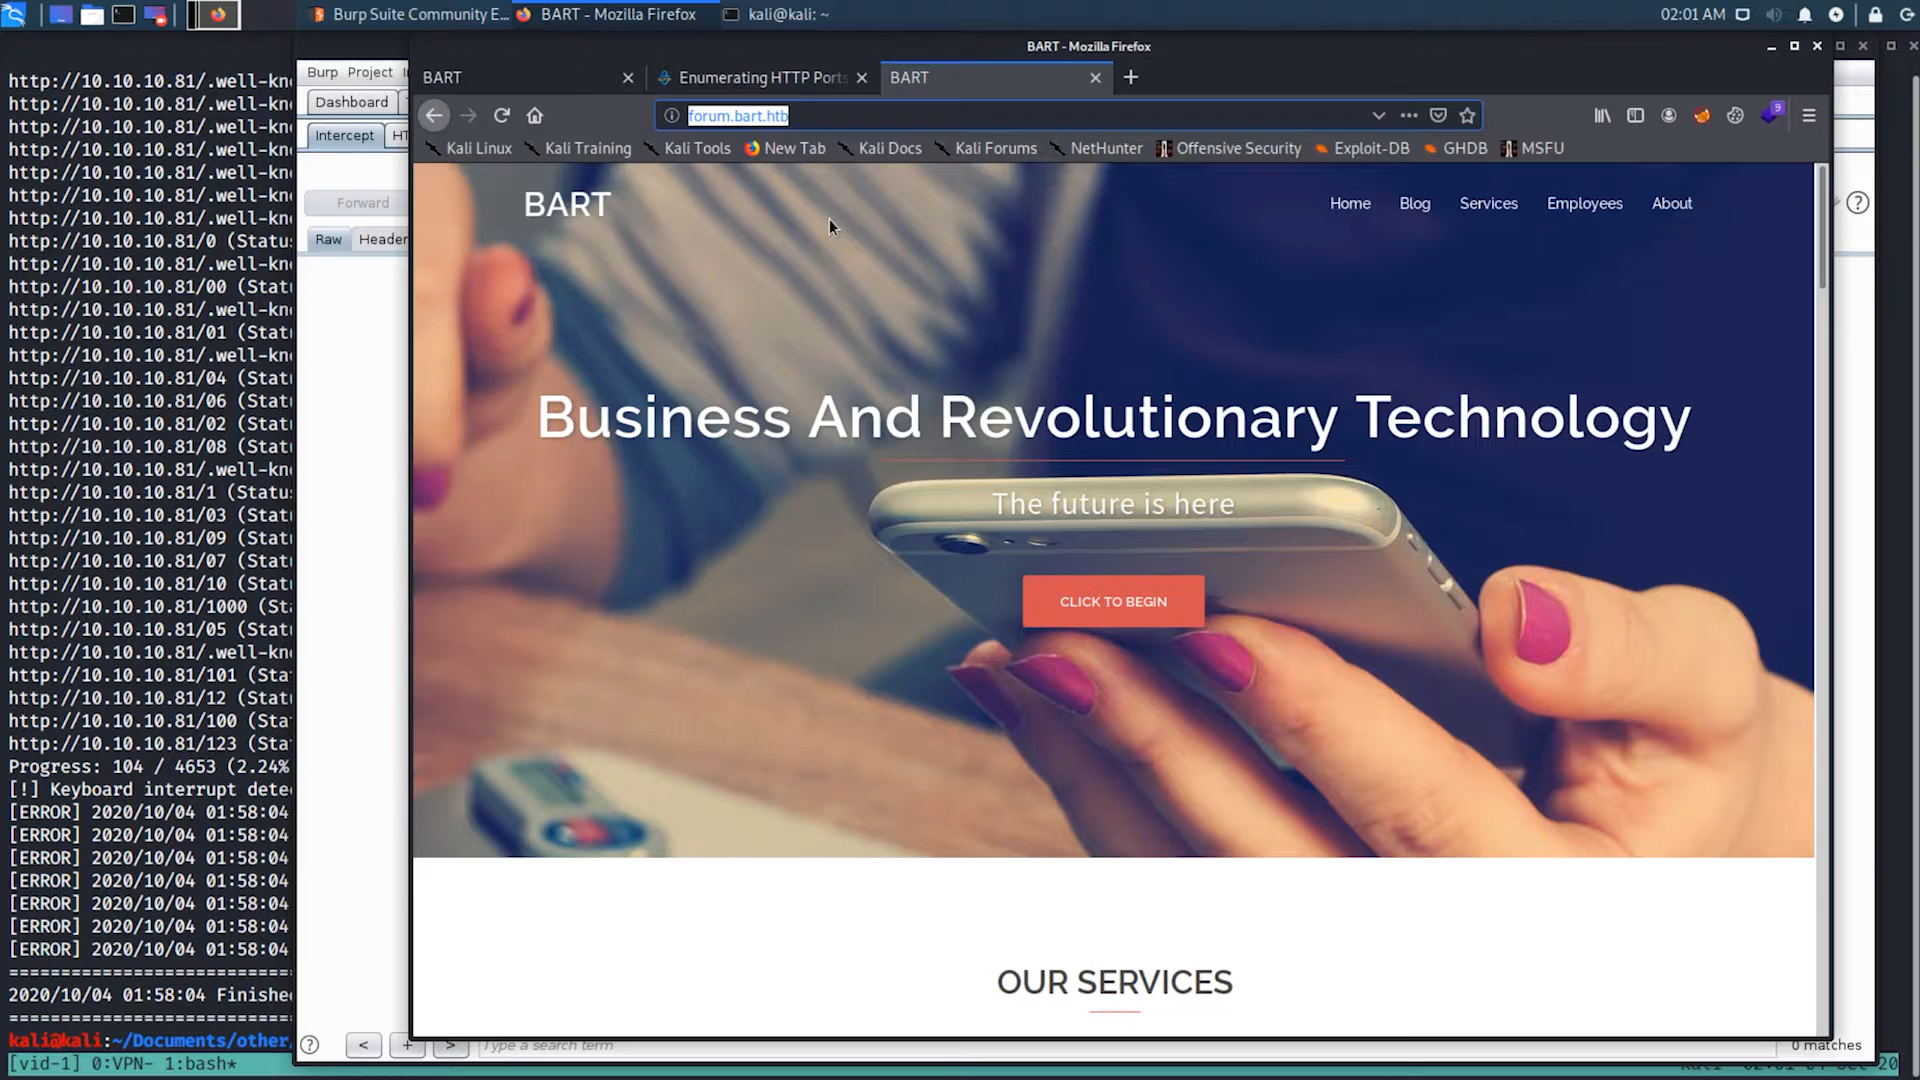 Burp Suite Community E...
BART - Mozilla Firefox
kali@kali: ~
02:01 AM
BART - Mozilla Firefox
http://10.10.10.81/.well-kn
http://10.10.10.81/.well-kn
http://10.10.10.81/.well-kn
http://10.10.10.81/.well-kn
http://10.10.10.81/.well-kn
http://10.10.10.81/.well-kn
http://10.10.10.81/.well-kn
http://10.10.10.81/0 (Statu
http://10.10.10.81/.well-kn
http://10.10.10.81/00 (Stat
http://10.10.10.81/.well-kn
http://10.10.10.81/01 (Stat
http://10.10.10.81/.well-kn
http://10.10.10.81/04 (Stat
http://10.10.10.81/06 (Stat
http://10.10.10.81/02 (Stat
http://10.10.10.81/08 (Stat
http://10.10.10.81/.well-kn
http://10.10.10.81/1 (Statu
http://10.10.10.81/03 (Stat
http://10.10.10.81/09 (Stat
http://10.10.10.81/07 (Stat
http://10.10.10.81/10 (Stat
http://10.10.10.81/1000 (St
http://10.10.10.81/05 (Stat
http://10.10.10.81/.well-kn
http://10.10.10.81/101 (Sta
http://10.10.10.81/12 (Stat
http://10.10.10.81/100 (Sta
http://10.10.10.81/123 (Sta
Progress: 104 / 4653 (2.24%
[!] Keyboard interrupt dete
[ERROR] 2020/10/04 01:58:04
[ERROR] 2020/10/04 01:58:04
[ERROR] 2020/10/04 01:58:04
[ERROR] 2020/10/04 01:58:04
[ERROR] 2020/10/04 01:58:04
[ERROR] 2020/10/04 01:58:04
[ERROR] 2020/10/04 01:58:04
2020/10/04 01:58:04 Finishe
kali@kali:~/Documents/other/
[vid-1] 0:VPN- 1:bash*
Burp Project
Dashboard
Intercept
Forward
Raw Header
BART
Enumerating HTTP Ports
BART
forum.bart.htb
9
Kali Linux
Kali Training
Kali Tools
New Tab
Kali Docs
Kali Forums
NetHunter
Offensive Security
Exploit-DB
GHDB
MSFU
BART
Home
Blog
Services
Employees
About
Business And Revolutionary Technology
The future is here
CLICK TO BEGIN
OUR SERVICES
? < + >
Type a search term
0 matches